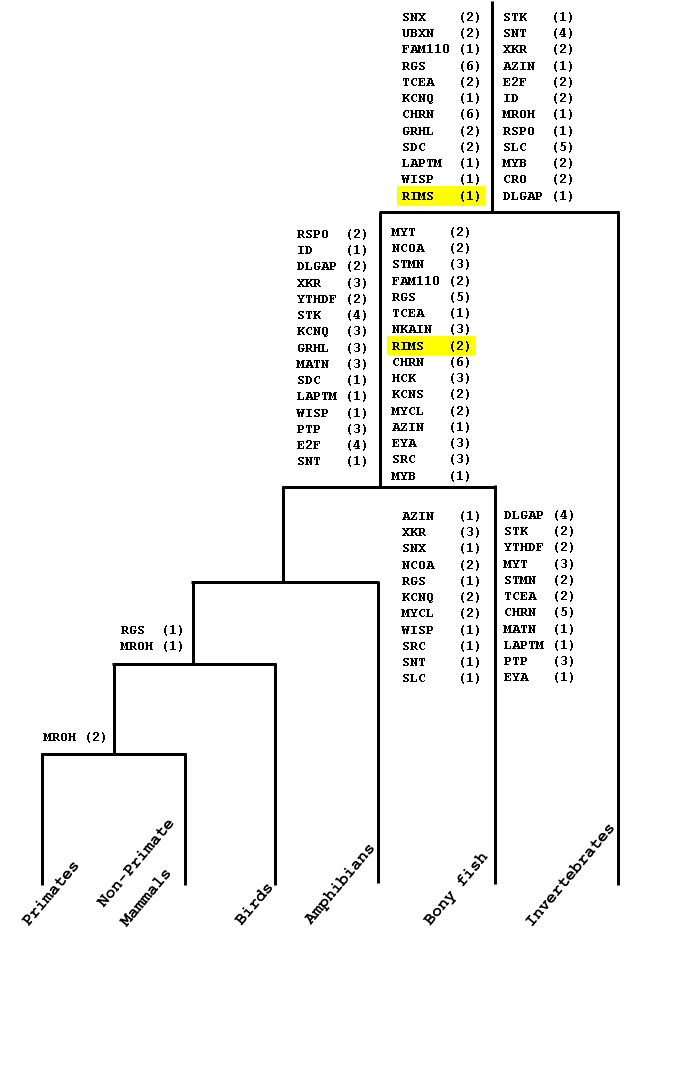 SNX (2) STK (1)
UBXN (2) SNT (4)
FAM110 (1) XKR (2)
RGS (6) AZIN (1)
TCEA (2) E2F (2)
KCNQ (1) ID (2)
CHRN (6) MROH (1)
GRHL (2) RSPO (1)
SDC (2) SLC (5)
LAPTM (1) MYB (2)
WISP (1) CRO (2)
RIMS (1) DLGAP (1)
RSPO (2) MYT (2)
ID (1) NCOA (2)
DLGAP (2) STMN (3)
XKR (3) FAM110 (2)
YTHDF (2) RGS (5)
STK (4) TCEA (1)
KCNQ (3) NKAIN (3)
GRHL (3) RIMS (2)
MATN (3) CHRN (6)
SDC (1) HCK (3)
LAPTM (1) KCNS (2)
WISP (1) MYCL (2)
PTP (3) AZIN (1)
E2F (4) EYA (3)
SNT (1) SRC (3)
MYB (1)
AZIN (1) DLGAP (4)
XKR (3) STK (2)
SNX (1) YTHDF (2)
NCOA (2) MYT (3)
RGS (1) STMN (2)
KCNQ (2) TCEA (2)
MYCL (2) CHRN (5)
WISP (1) MATN (1)
SRC (1) LAPTM (1)
SNT (1) PTP (3)
SLC (1) EYA (1)
RGS (1)
MROH (1)
MROH (2)
Primates
Non-Primate
Mammals
Birds
Amphibians
Bony fish
Invertebrates